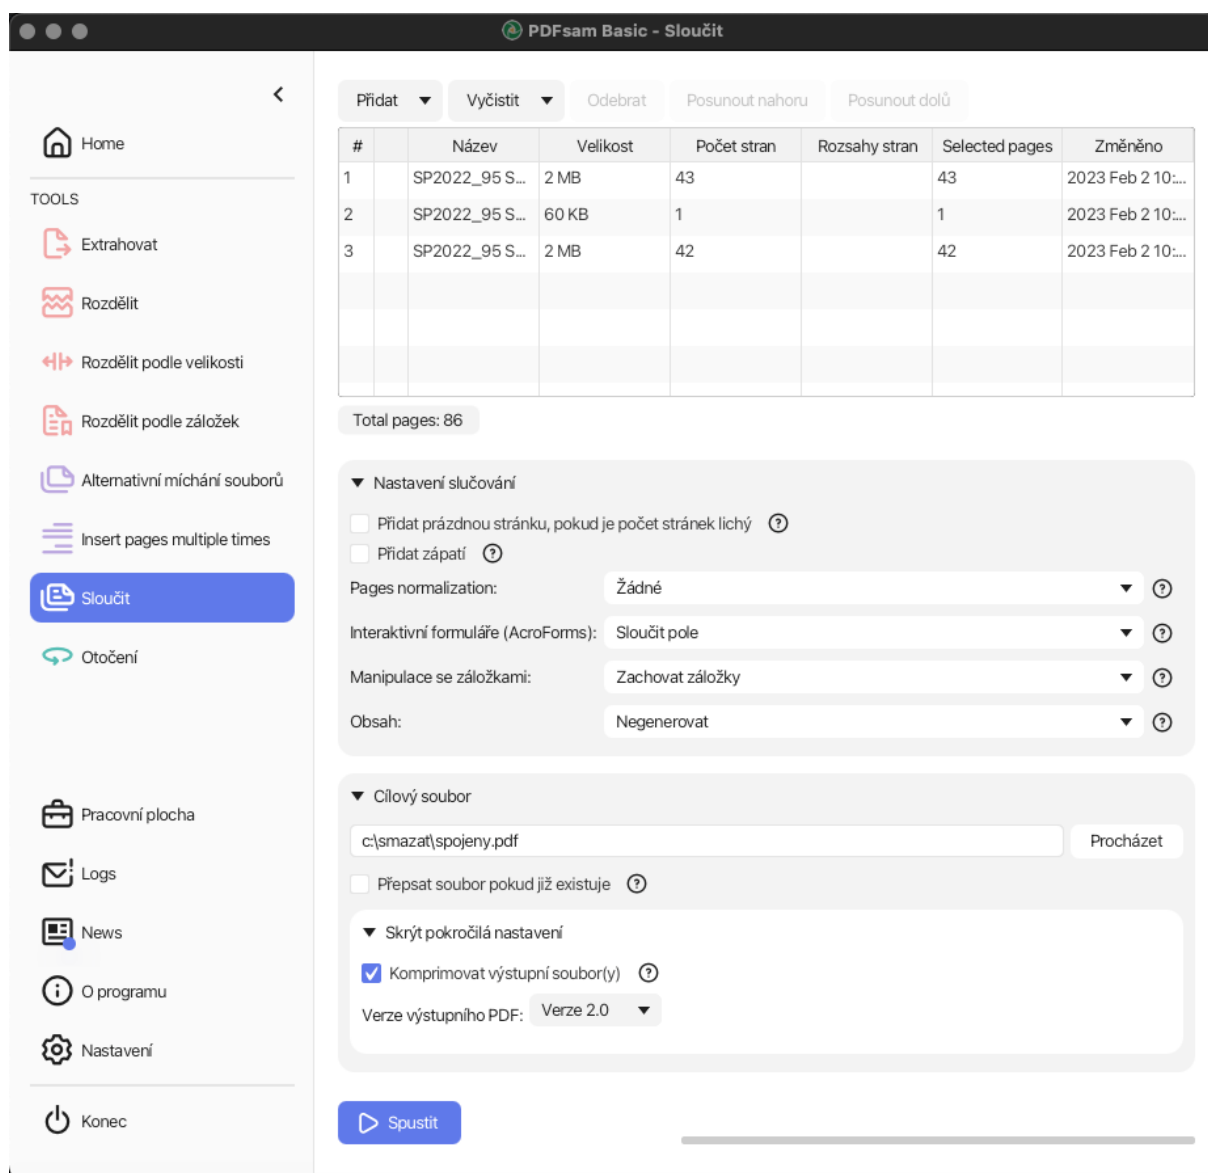 PDFsam Basic - Sloučit
Home
TOOLS
Extrahovat
Rozdělit
Rozdělit podle velikosti
Rozdělit podle záložek
Alternativní míchání souborů
Insert pages multiple times
Sloučit
Otočení
Pracovní plocha
Logs
News
O programu
Nastavení
Konec
Přidat Vyčistit Odebrat Posunout nahoru Posunout dolů
# Název Velikost Počet stran Rozsahy stran Selected pages Změněno
1 SP2022_95 S... 2 MB 43 43 2023 Feb 2 10:...
2 SP2022_95 S... 60 KB 1 1 2023 Feb 2 10:...
3 SP2022_95 S... 2 MB 42 42 2023 Feb 2 10:...
Total pages: 86
Nastavení slučování
Přidat prázdnou stránku, pokud je počet stránek lichý ?
Přidat zápatí ?
Pages normalization: Žádné ?
Interaktivní formuláře (AcroForms): Sloučit pole ?
Manipulace se záložkami: Zachovat záložky ?
Obsah: Negenerovat ?
Cílový soubor
c:\smazat\spojeny.pdf Procházet
Přepsat soubor pokud již existuje ?
Skrýt pokročilá nastavení
Komprimovat výstupní soubor(y) ?
Verze výstupního PDF: Verze 2.0
Spustit